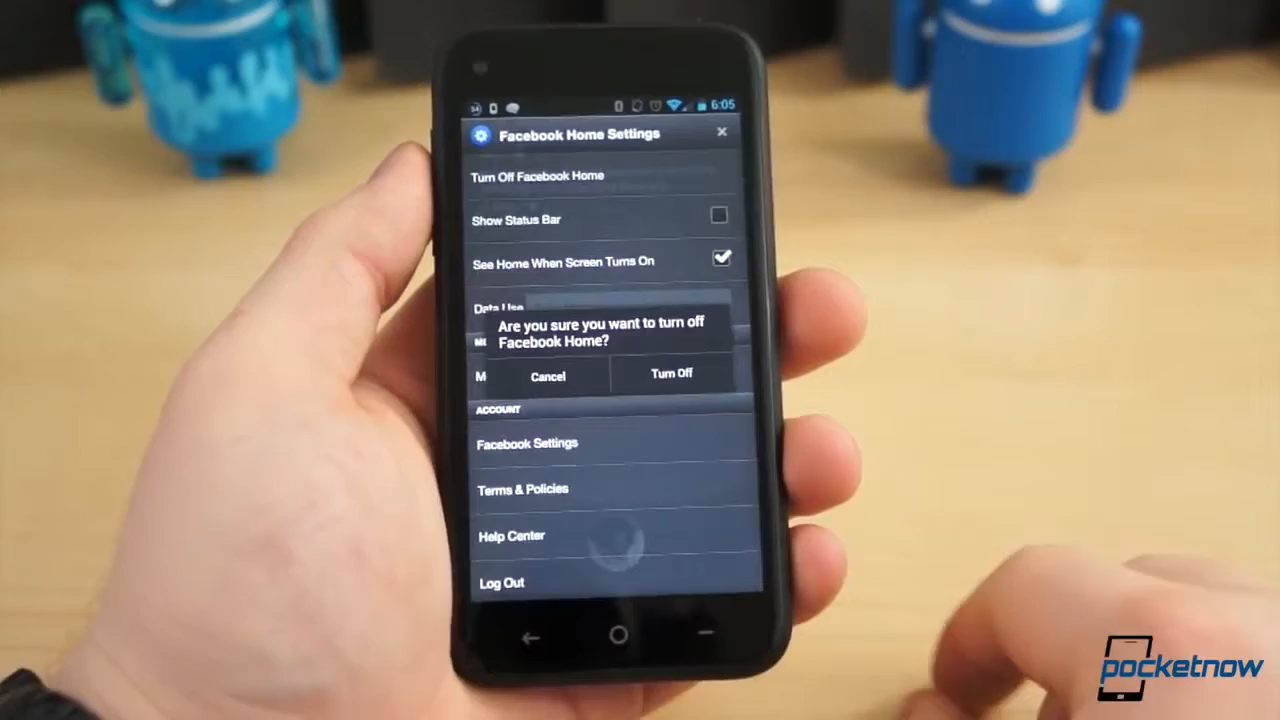 6:05
Facebook Home Settings
Turn Off Facebook Home
Show Status Bar
See Home When Screen Turns On
Data Use
Are you sure you want to turn off
Facebook Home?
M
Cancel
Turn Off
ACCOUNT
Facebook Settings
Terms & Policies
Help Center
Log Out
pocketnow